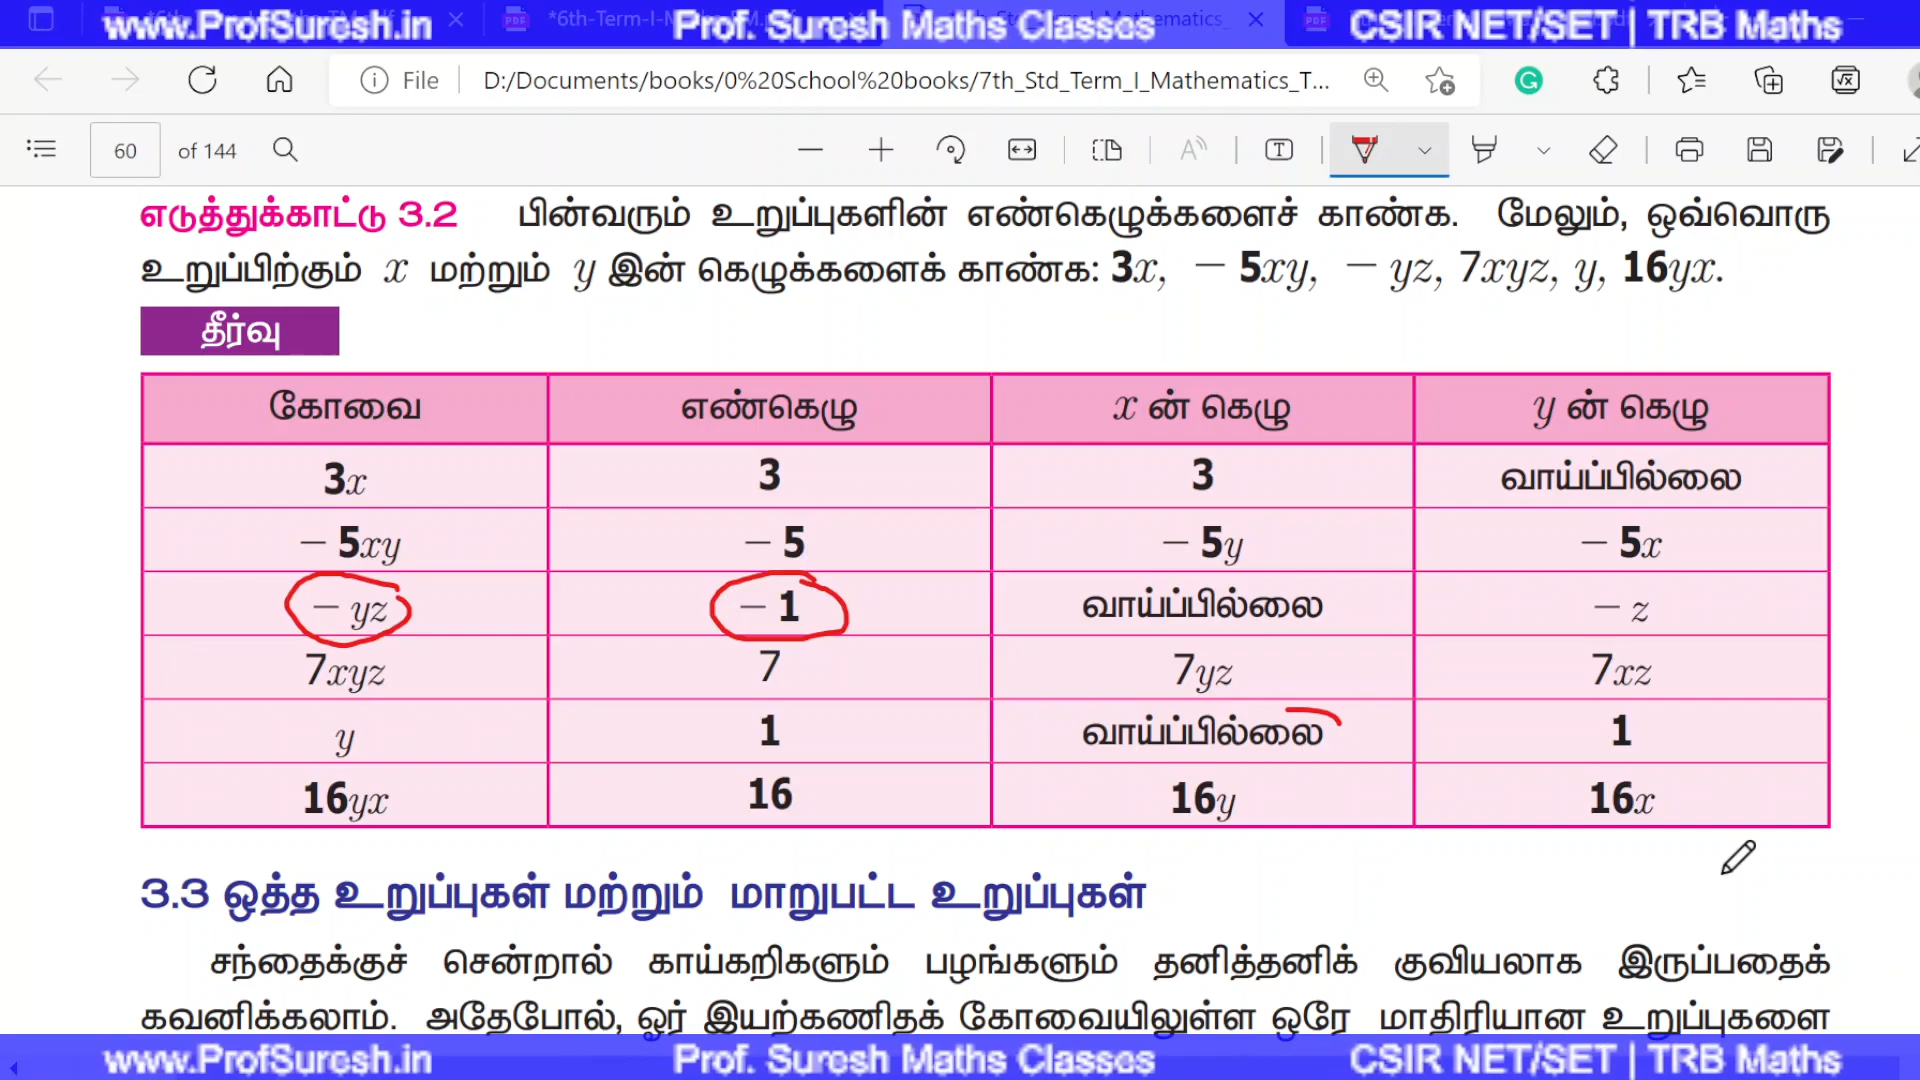 www.ProfSuresh.in Prof. Suresh Maths Classes CSIR NET/SET | TRB Maths
File D:/Documents/books/0%20School%20books/7th_Std_Term_I_Mathematics_T...
60 of 144
எடுத்துக்காட்டு 3.2 பின்வரும் உறுப்புகளின் எண்கெழுக்களைச் காண்க. மேலும், ஒவ்வொரு
உறுப்பிற்கும் x மற்றும் y இன் கெழுக்களைக் காண்க: 3x, − 5xy, − yz, 7xyz, y, 16yx.
தீர்வு
கோவை எண்கெழு x ன் கெழு y ன் கெழு
3x 3 3 வாய்ப்பில்லை
− 5xy − 5 − 5y − 5x
− yz − 1 வாய்ப்பில்லை − z
7xyz 7 7yz 7xz
y 1 வாய்ப்பில்லை 1
16yx 16 16y 16x
3.3 ஒத்த உறுப்புகள் மற்றும் மாறுபட்ட உறுப்புகள்
சந்தைக்குச் சென்றால் காய்கறிகளும் பழங்களும் தனித்தனிக் குவியலாக இருப்பதைக்
கவனிக்கலாம். அதேபோல், ஓர் இயற்கணிதக் கோவையிலுள்ள ஒரே மாதிரியான உறுப்புகளை
www.ProfSuresh.in Prof. Suresh Maths Classes CSIR NET/SET | TRB Maths